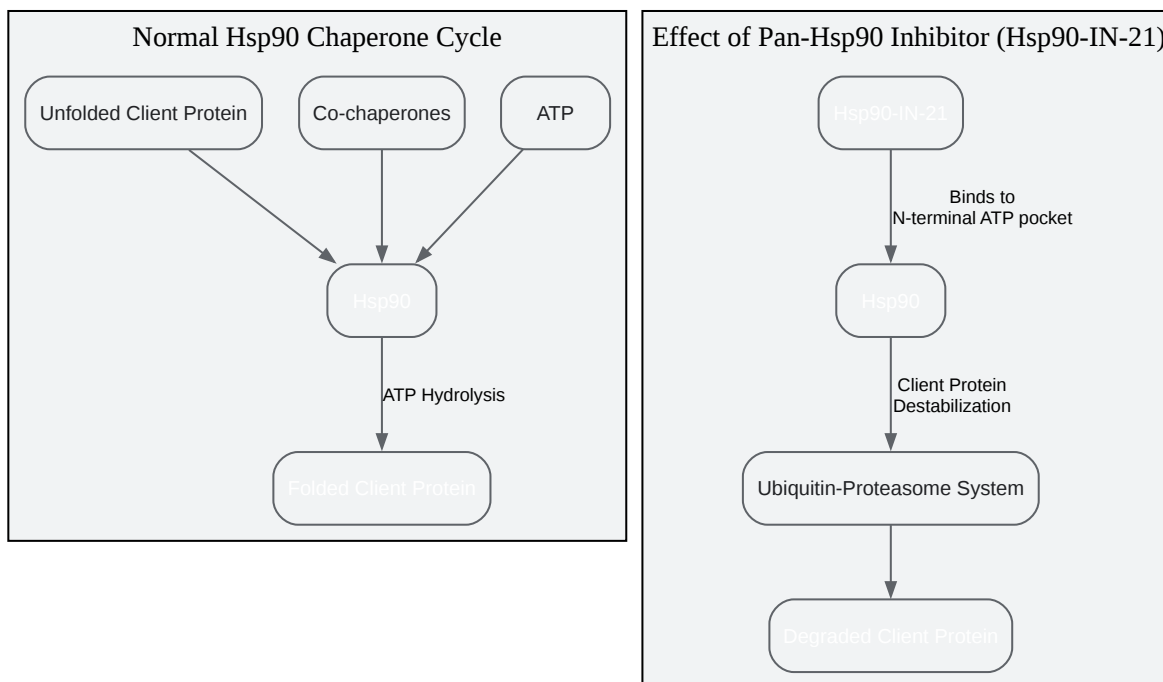 Normal Hsp90 Chaperone Cycle
Unfolded Client Protein
Co-chaperones
ATP
Hsp90
ATP Hydrolysis
Folded Client Protein
Effect of Pan-Hsp90 Inhibitor (Hsp90-IN-21)
Hsp90-IN-21
Binds to
N-terminal ATP pocket
Hsp90
Client Protein
Destabilization
Ubiquitin-Proteasome System
Degraded Client Protein